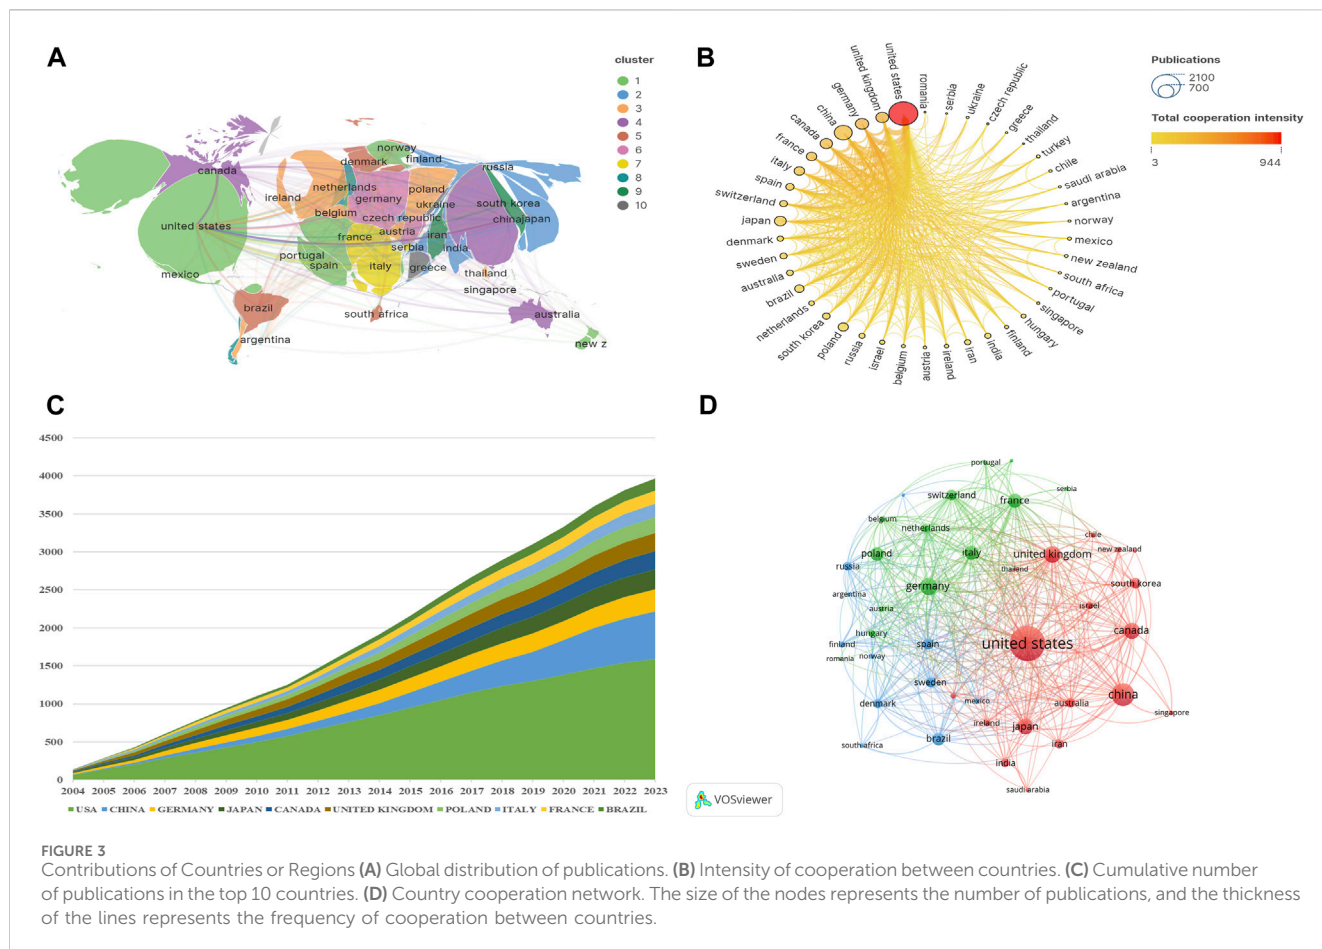 A
cluster
1
2
3
4
5
6
7
8
9
10
norway
denmark
finland
canada
russia
netherlands
ireland
germany
poland
ukraine
south korea
belgium
czech republic
china
japan
united states
austria
france
iran
serbia
india
portugal
spain
italy
greece
mexico
thailand
singapore
brazil
south africa
australia
argentina
new z
B
united states
united kingdom
germany
china
canada
france
italy
spain
switzerland
japan
denmark
sweden
australia
brazil
netherlands
south korea
poland
russia
israel
belgium
austria
ireland
iran
india
finland
hungary
singapore
portugal
south africa
new zealand
mexico
norway
argentina
saudi arabia
chile
turkey
thailand
greece
czech republic
ukraine
serbia
romania
Publications
2100
700
Total cooperation intensity
3
944
C
4500
4000
3500
3000
2500
2000
1500
1000
500
0
2004 2005 2006 2007 2008 2009 2010 2011 2012 2013 2014 2015 2016 2017 2018 2019 2020 2021 2022 2023
USA CHINA GERMANY JAPAN CANADA UNITED KINGDOM POLAND ITALY FRANCE BRAZIL
D
portugal
switzerland
france
serbia
belgium
netherlands
chile
poland
italy
united kingdom
new zealand
russia
thailand
south korea
germany
argentina
austria
israel
hungary
canada
finland
spain
united states
romania
norway
sweden
china
denmark
mexico
australia
singapore
ireland
japan
brazil
south africa
iran
india
saudi arabia
VOSviewer
FIGURE 3
Contributions of Countries or Regions (A) Global distribution of publications. (B) Intensity of cooperation between countries. (C) Cumulative number
of publications in the top 10 countries. (D) Country cooperation network. The size of the nodes represents the number of publications, and the thickness
of the lines represents the frequency of cooperation between countries.